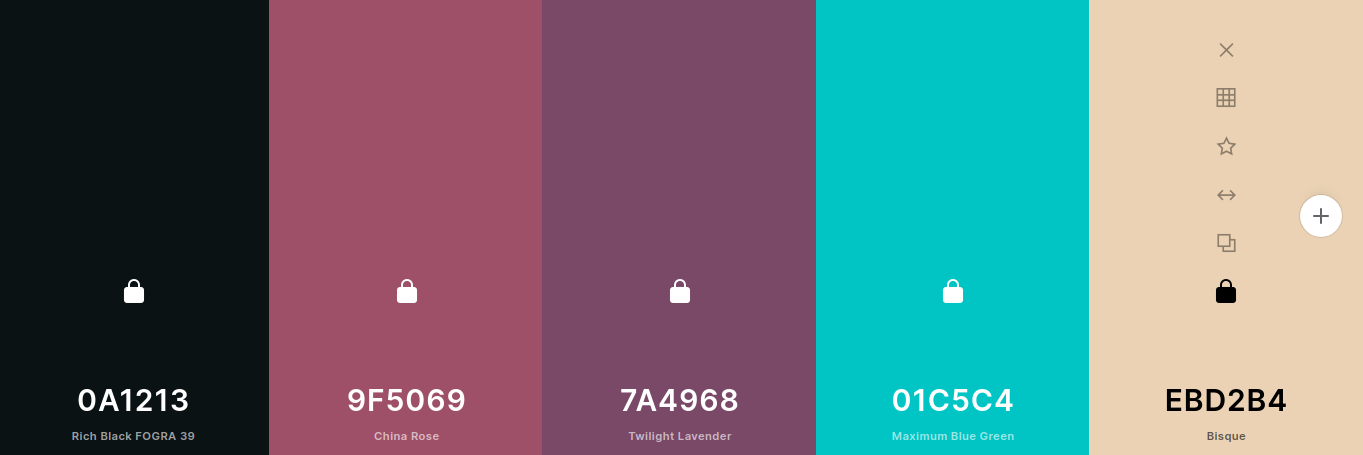 0A1213
Rich Black FOGRA 39
9F5069
China Rose
7A4968
Twilight Lavender
01C5C4
Maximum Blue Green
EBD2B4
Bisque